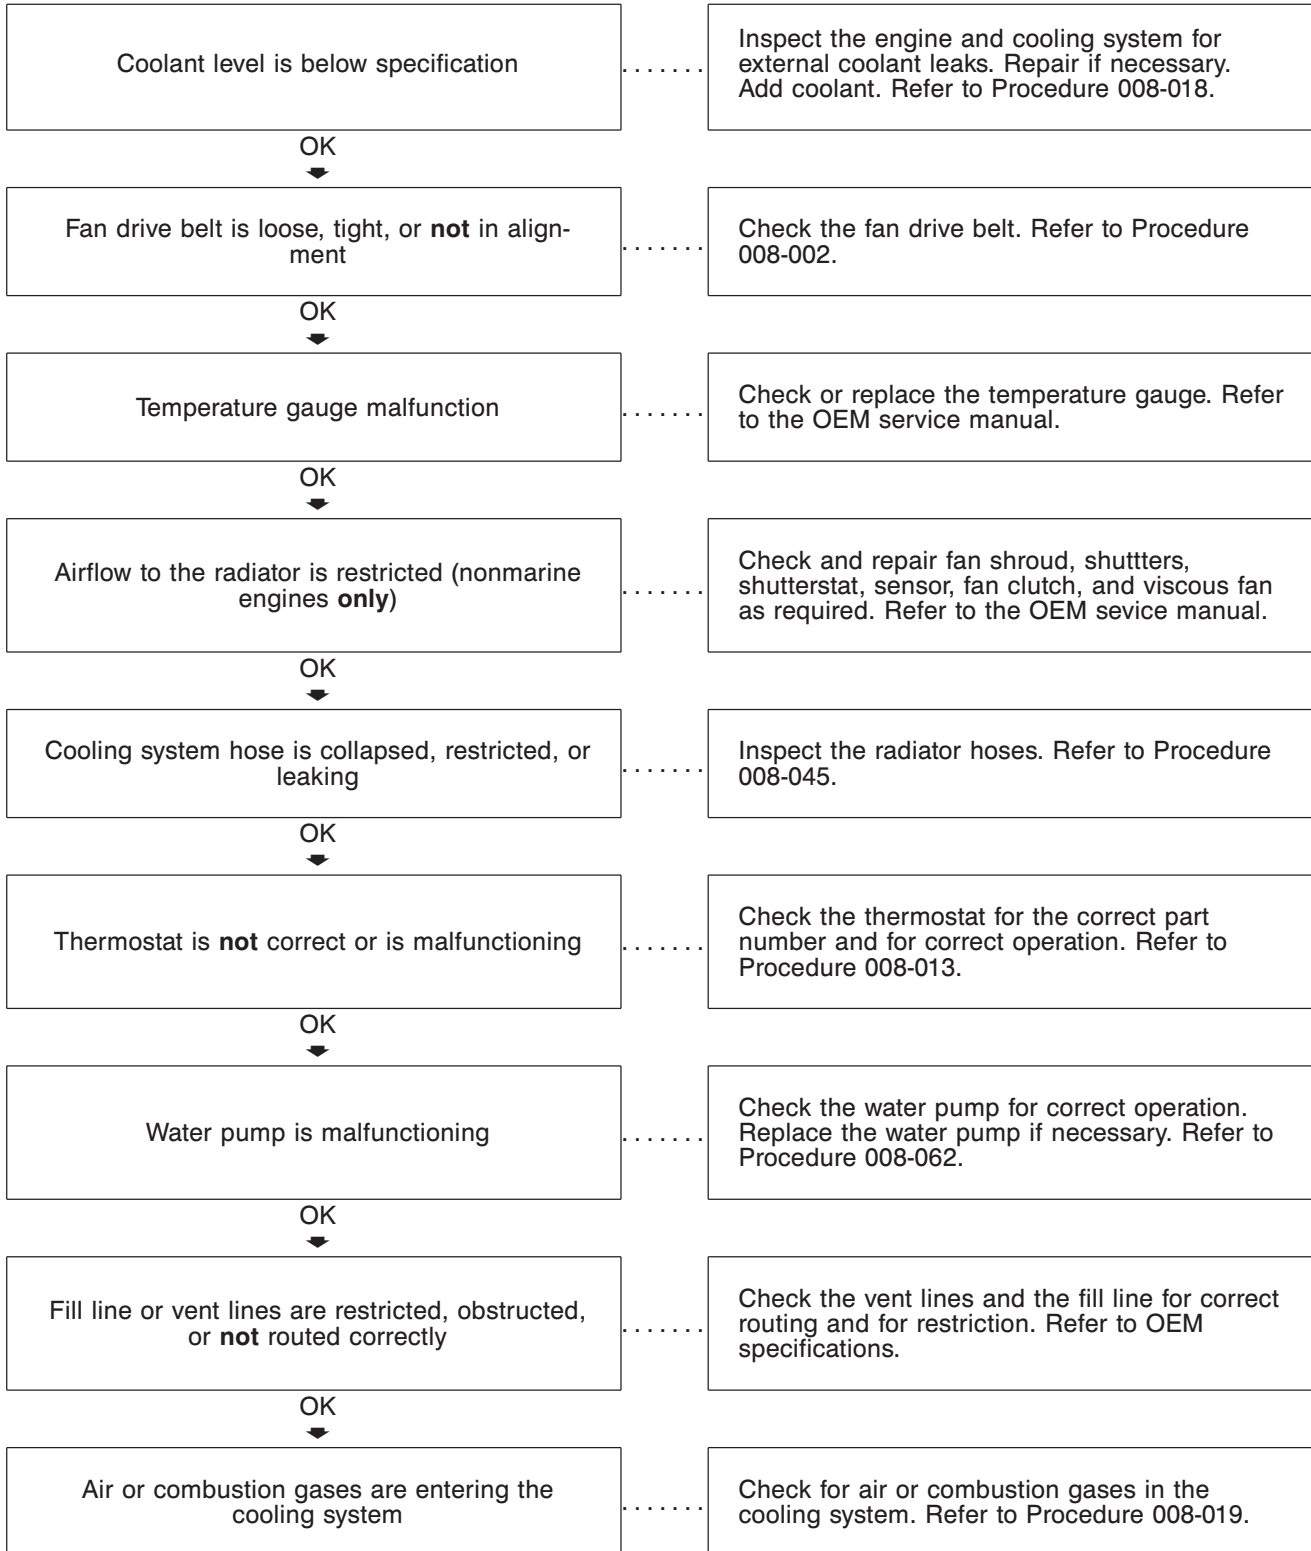 Coolant level is below specification
. . . . . . .
Inspect the engine and cooling system for
external coolant leaks. Repair if necessary.
Add coolant. Refer to Procedure 008-018.
OK
Fan drive belt is loose, tight, or not in align-
ment
. . . . . . .
Check the fan drive belt. Refer to Procedure
008-002.
OK
Temperature gauge malfunction
. . . . . . .
Check or replace the temperature gauge. Refer
to the OEM service manual.
OK
Airflow to the radiator is restricted (nonmarine
engines only)
. . . . . . .
Check and repair fan shroud, shuttters,
shutterstat, sensor, fan clutch, and viscous fan
as required. Refer to the OEM sevice manual.
OK
Cooling system hose is collapsed, restricted, or
leaking
. . . . . . .
Inspect the radiator hoses. Refer to Procedure
008-045.
OK
Thermostat is not correct or is malfunctioning
. . . . . . .
Check the thermostat for the correct part
number and for correct operation. Refer to
Procedure 008-013.
OK
Water pump is malfunctioning
. . . . . . .
Check the water pump for correct operation.
Replace the water pump if necessary. Refer to
Procedure 008-062.
OK
Fill line or vent lines are restricted, obstructed,
or not routed correctly
. . . . . . .
Check the vent lines and the fill line for correct
routing and for restriction. Refer to OEM
specifications.
OK
Air or combustion gases are entering the
cooling system
. . . . . . .
Check for air or combustion gases in the
cooling system. Refer to Procedure 008-019.